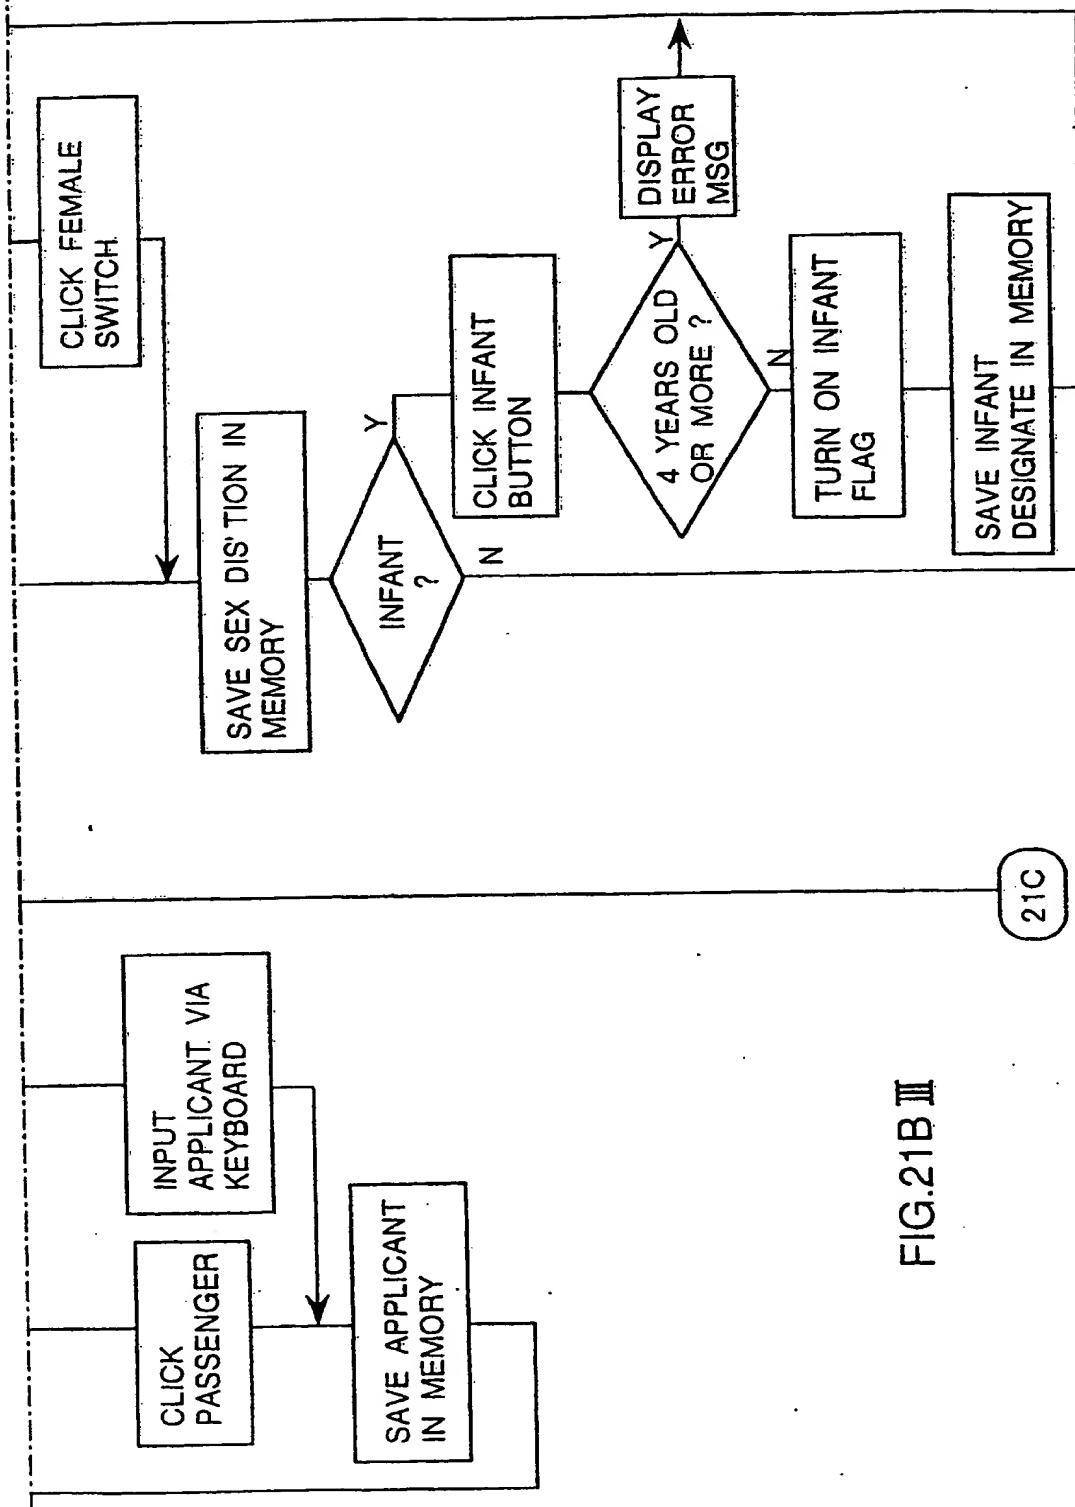 CLICK
PASSENGER
INPUT
APPLICANT VIA
KEYBOARD
SAVE APPLICANT
IN MEMORY
21C
CLICK FEMALE
SWITCH
SAVE SEX DIS'TION IN
MEMORY
INFANT
?
Y
N
CLICK INFANT
BUTTON
4 YEARS OLD
OR MORE ?
Y
N
DISPLAY
ERROR
MSG
TURN ON INFANT
FLAG
SAVE INFANT
DESIGNATE IN MEMORY
FIG.21B III